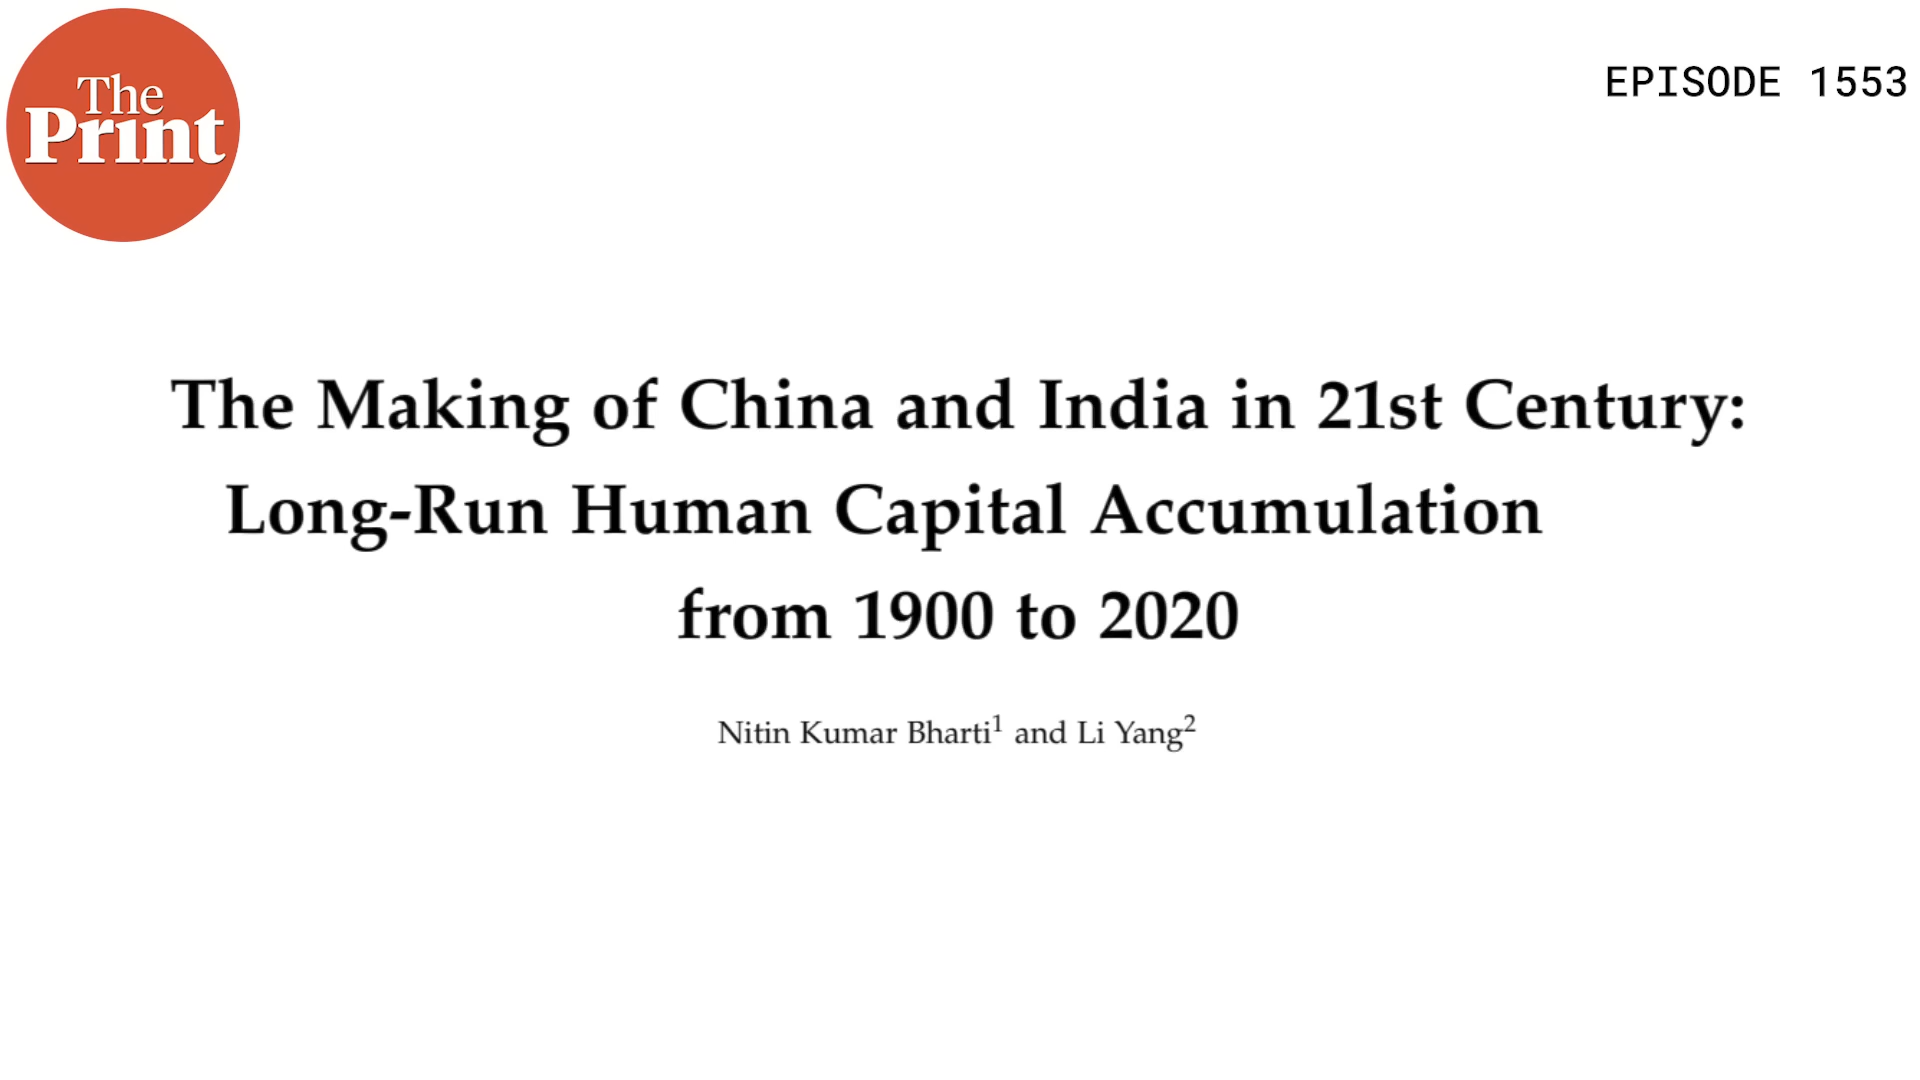 The
Print
EPISODE 1553
The Making of China and India in 21st Century:
Long-Run Human Capital Accumulation
from 1900 to 2020
Nitin Kumar Bharti¹ and Li Yang²